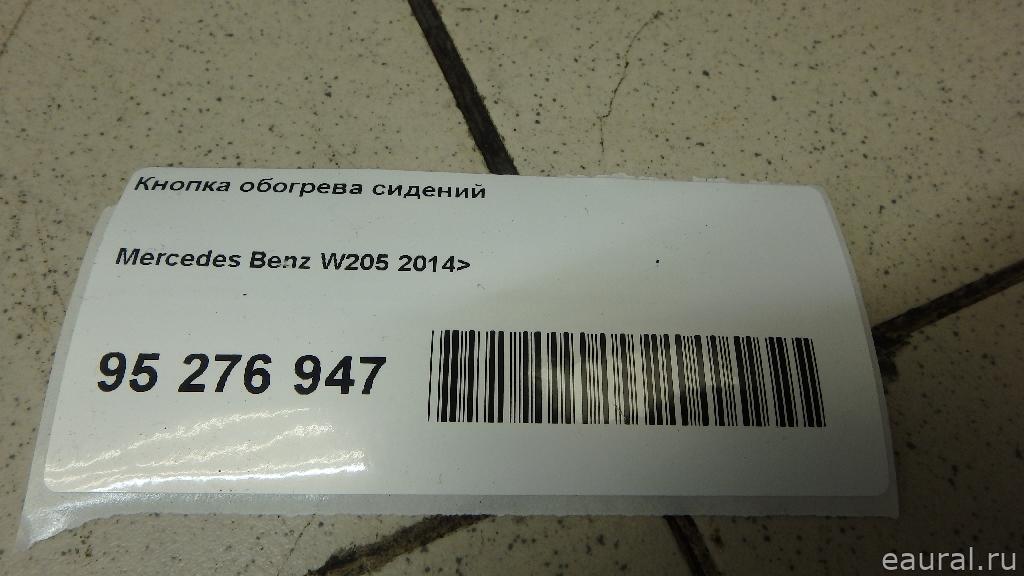 Кнопка обогрева сидений
Mercedes Benz W205 2014>
95 276 947
eaural.ru